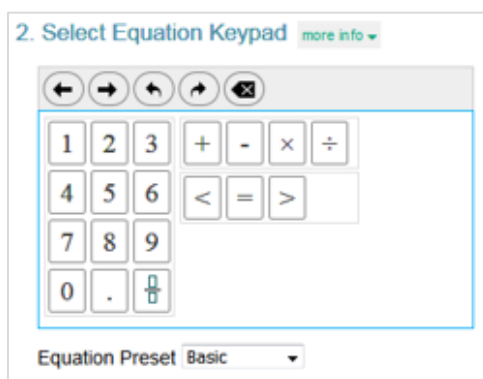 2. Select Equation Keypad more info
1 2 3 + - × ÷
4 5 6 < = >
7 8 9
0 .
Equation Preset Basic